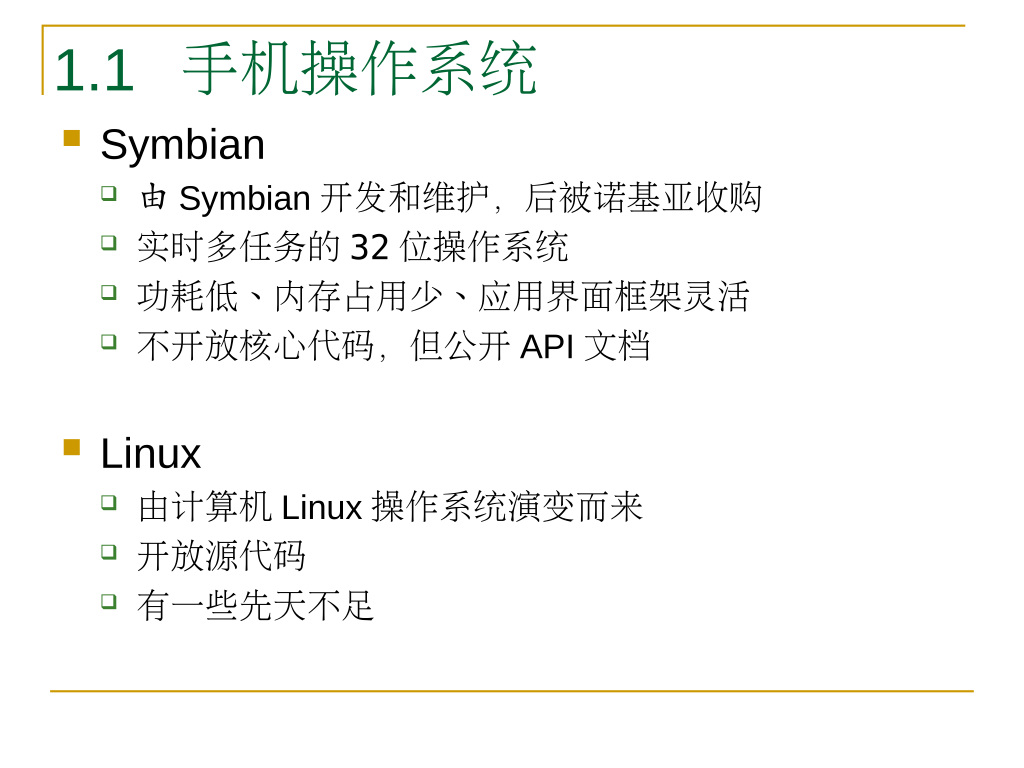 1.1 手机操作系统
Symbian
由 Symbian 开发和维护，后被诺基亚收购
实时多任务的 32 位操作系统
功耗低、内存占用少、应用界面框架灵活
不开放核心代码，但公开 API 文档
Linux
由计算机 Linux 操作系统演变而来
开放源代码
有一些先天不足